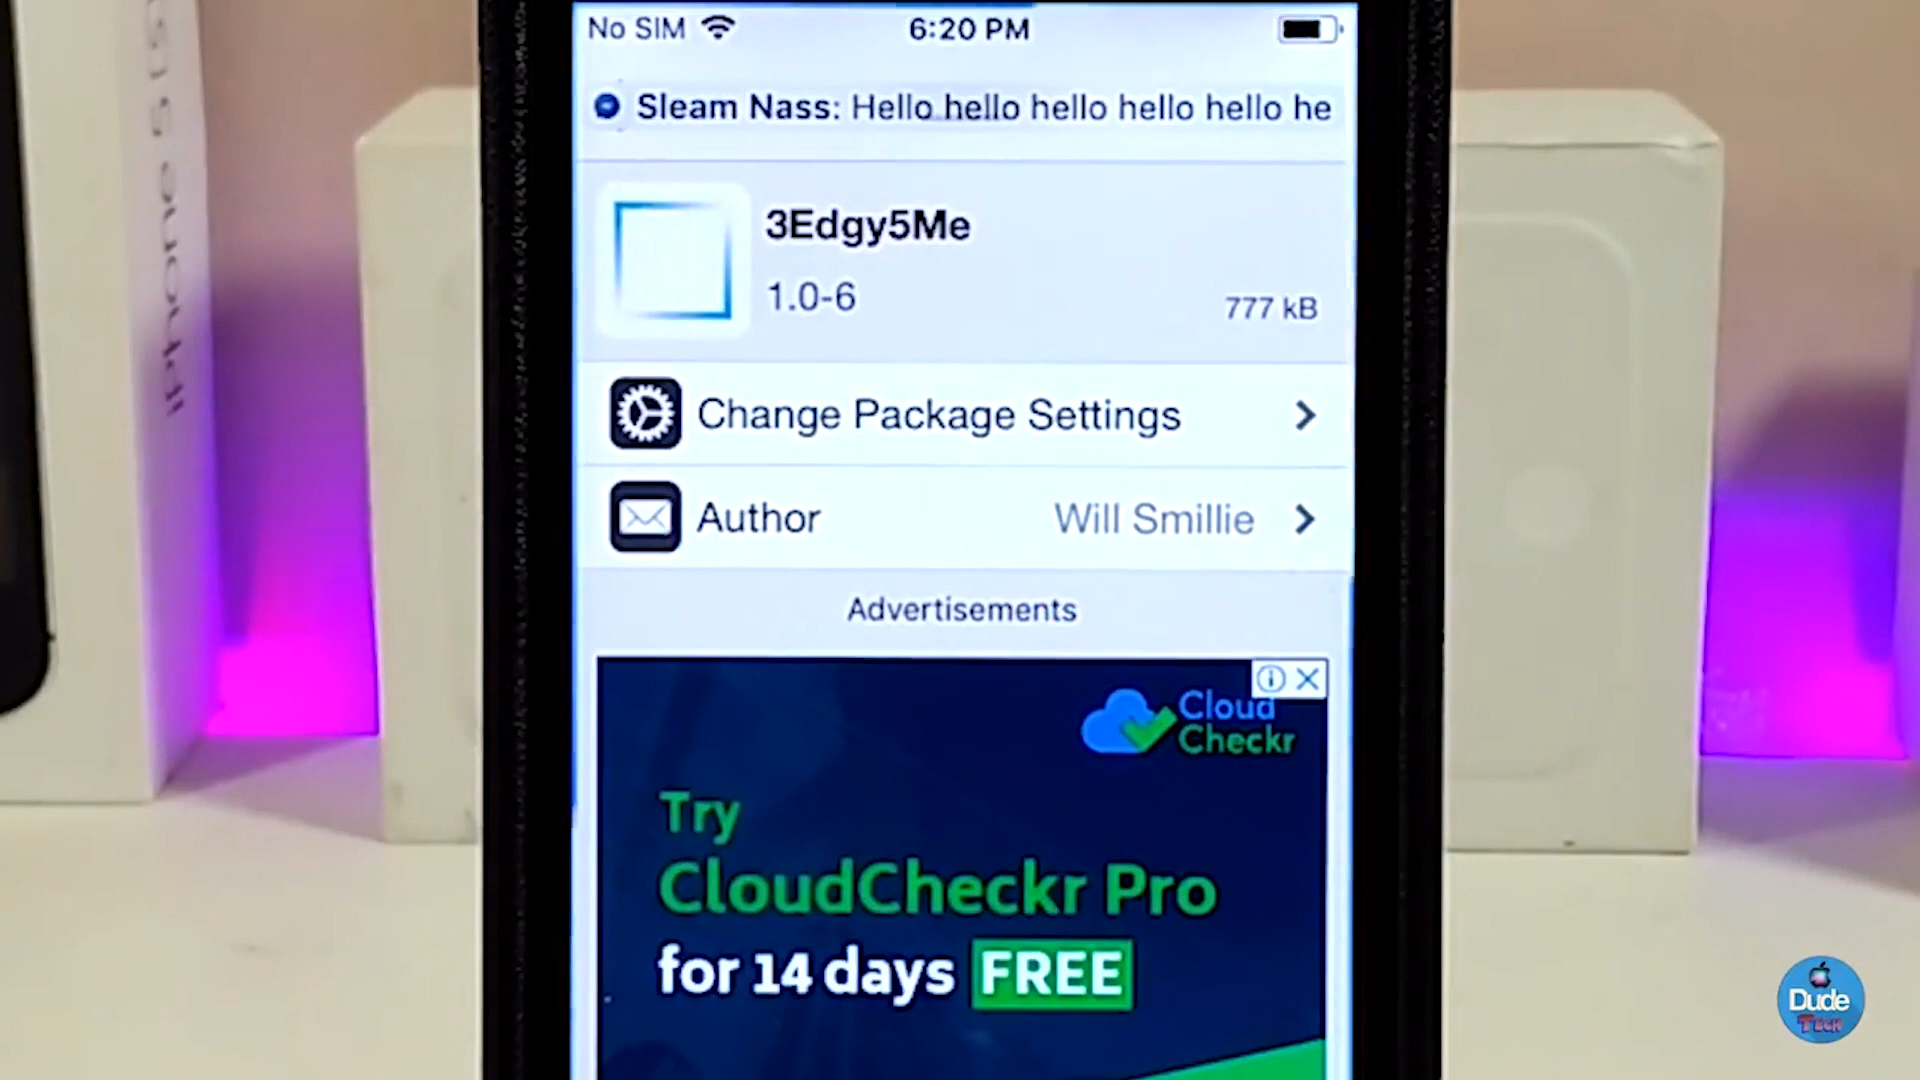 No SIM 6:20 PM
Sleam Nass: Hello hello hello hello hello he
3Edgy5Me
1.0-6
777 kB
Change Package Settings
Author Will Smillie
Advertisements
Cloud
Checkr
Try
CloudCheckr Pro
for 14 days FREE
Dude
Tech